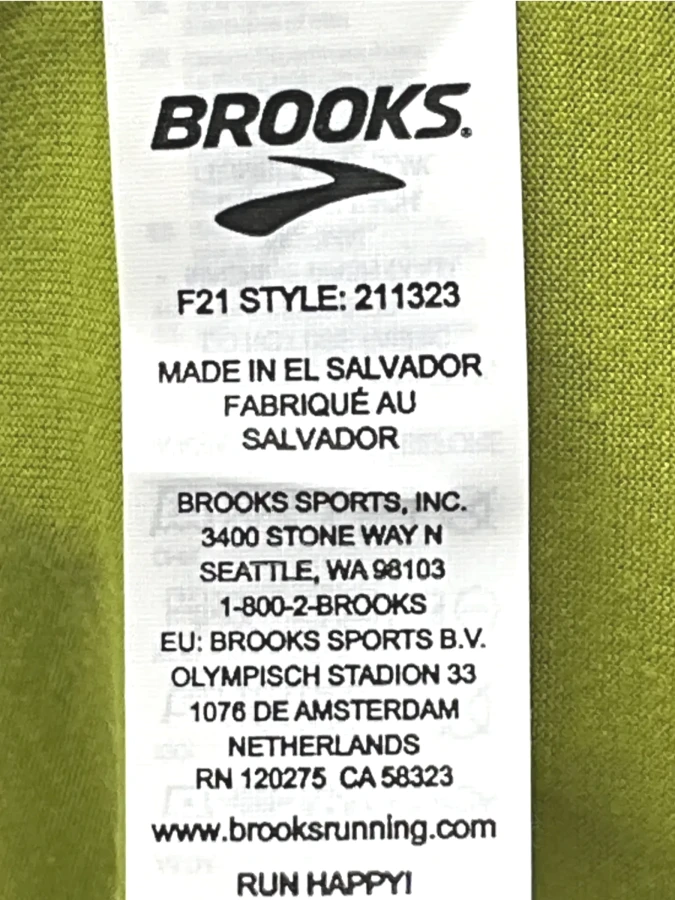 BROOKS®
F21 STYLE: 211323
MADE IN EL SALVADOR
FABRIQUÉ AU
SALVADOR
BROOKS SPORTS, INC.
3400 STONE WAY N
SEATTLE, WA 98103
1-800-2-BROOKS
EU: BROOKS SPORTS B.V.
OLYMPISCH STADION 33
1076 DE AMSTERDAM
NETHERLANDS
RN 120275 CA 58323
www.brooksrunning.com
RUN HAPPY!